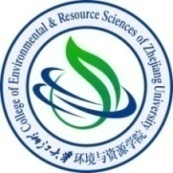 College of Environmental & Resource Sciences of Zhejiang University
浙江大学环境与资源学院